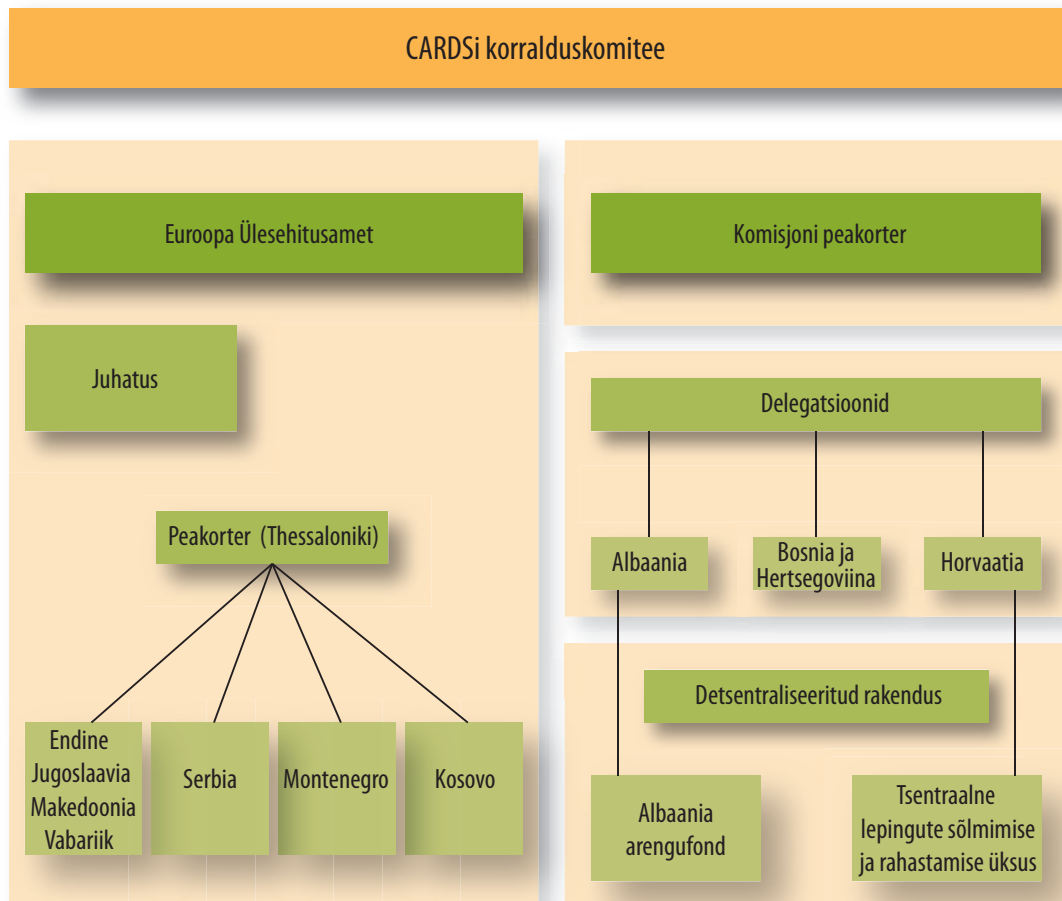 CARDSi korralduskomitee
Euroopa Ülesehitusamet
Juhatus
Peakorter (Thessaloniki)
Endine
Jugoslaavia
Makedoonia
Vabariik
Serbia
Montenegro
Kosovo
Komisjoni peakorter
Delegatsioonid
Albaania
Bosnia ja
Hertsegoviina
Horvaatia
Detsentraliseeritud rakendus
Albaania
arengufond
Tsentraalne
lepingute sõlmimise
ja rahastamise üksus